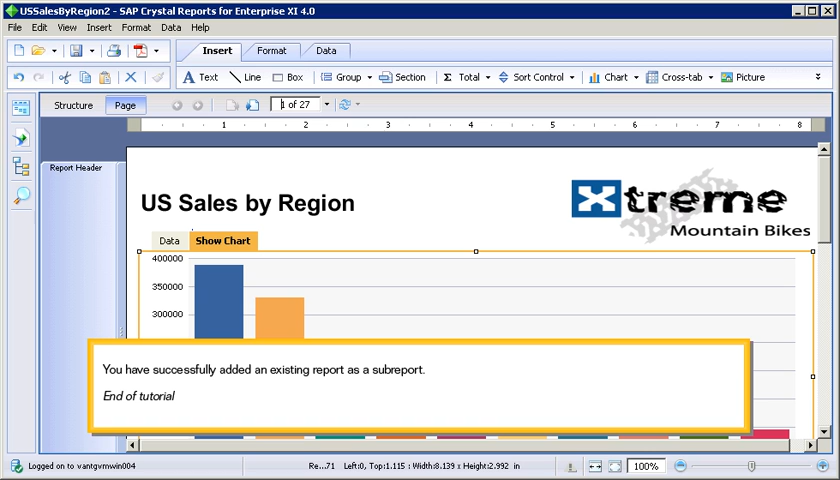 USSalesByRegion2 - SAP Crystal Reports for Enterprise XI 4.0
File Edit View Insert Format Data Help
Insert Format Data
A Text Line Box Group Section Σ Total Sort Control Chart Cross-tab Picture
Structure Page 1 of 27
1 2 3 4 5 6 7 8
Report Header
US Sales by Region
xtreme
Mountain Bikes
Data Show Chart
400000
350000
300000
You have successfully added an existing report as a subreport.
End of tutorial
Logged on to vantgvmwin004 Re...71 Left:0, Top:1.115 : Width:8.139 x Height:2.992 in 100%